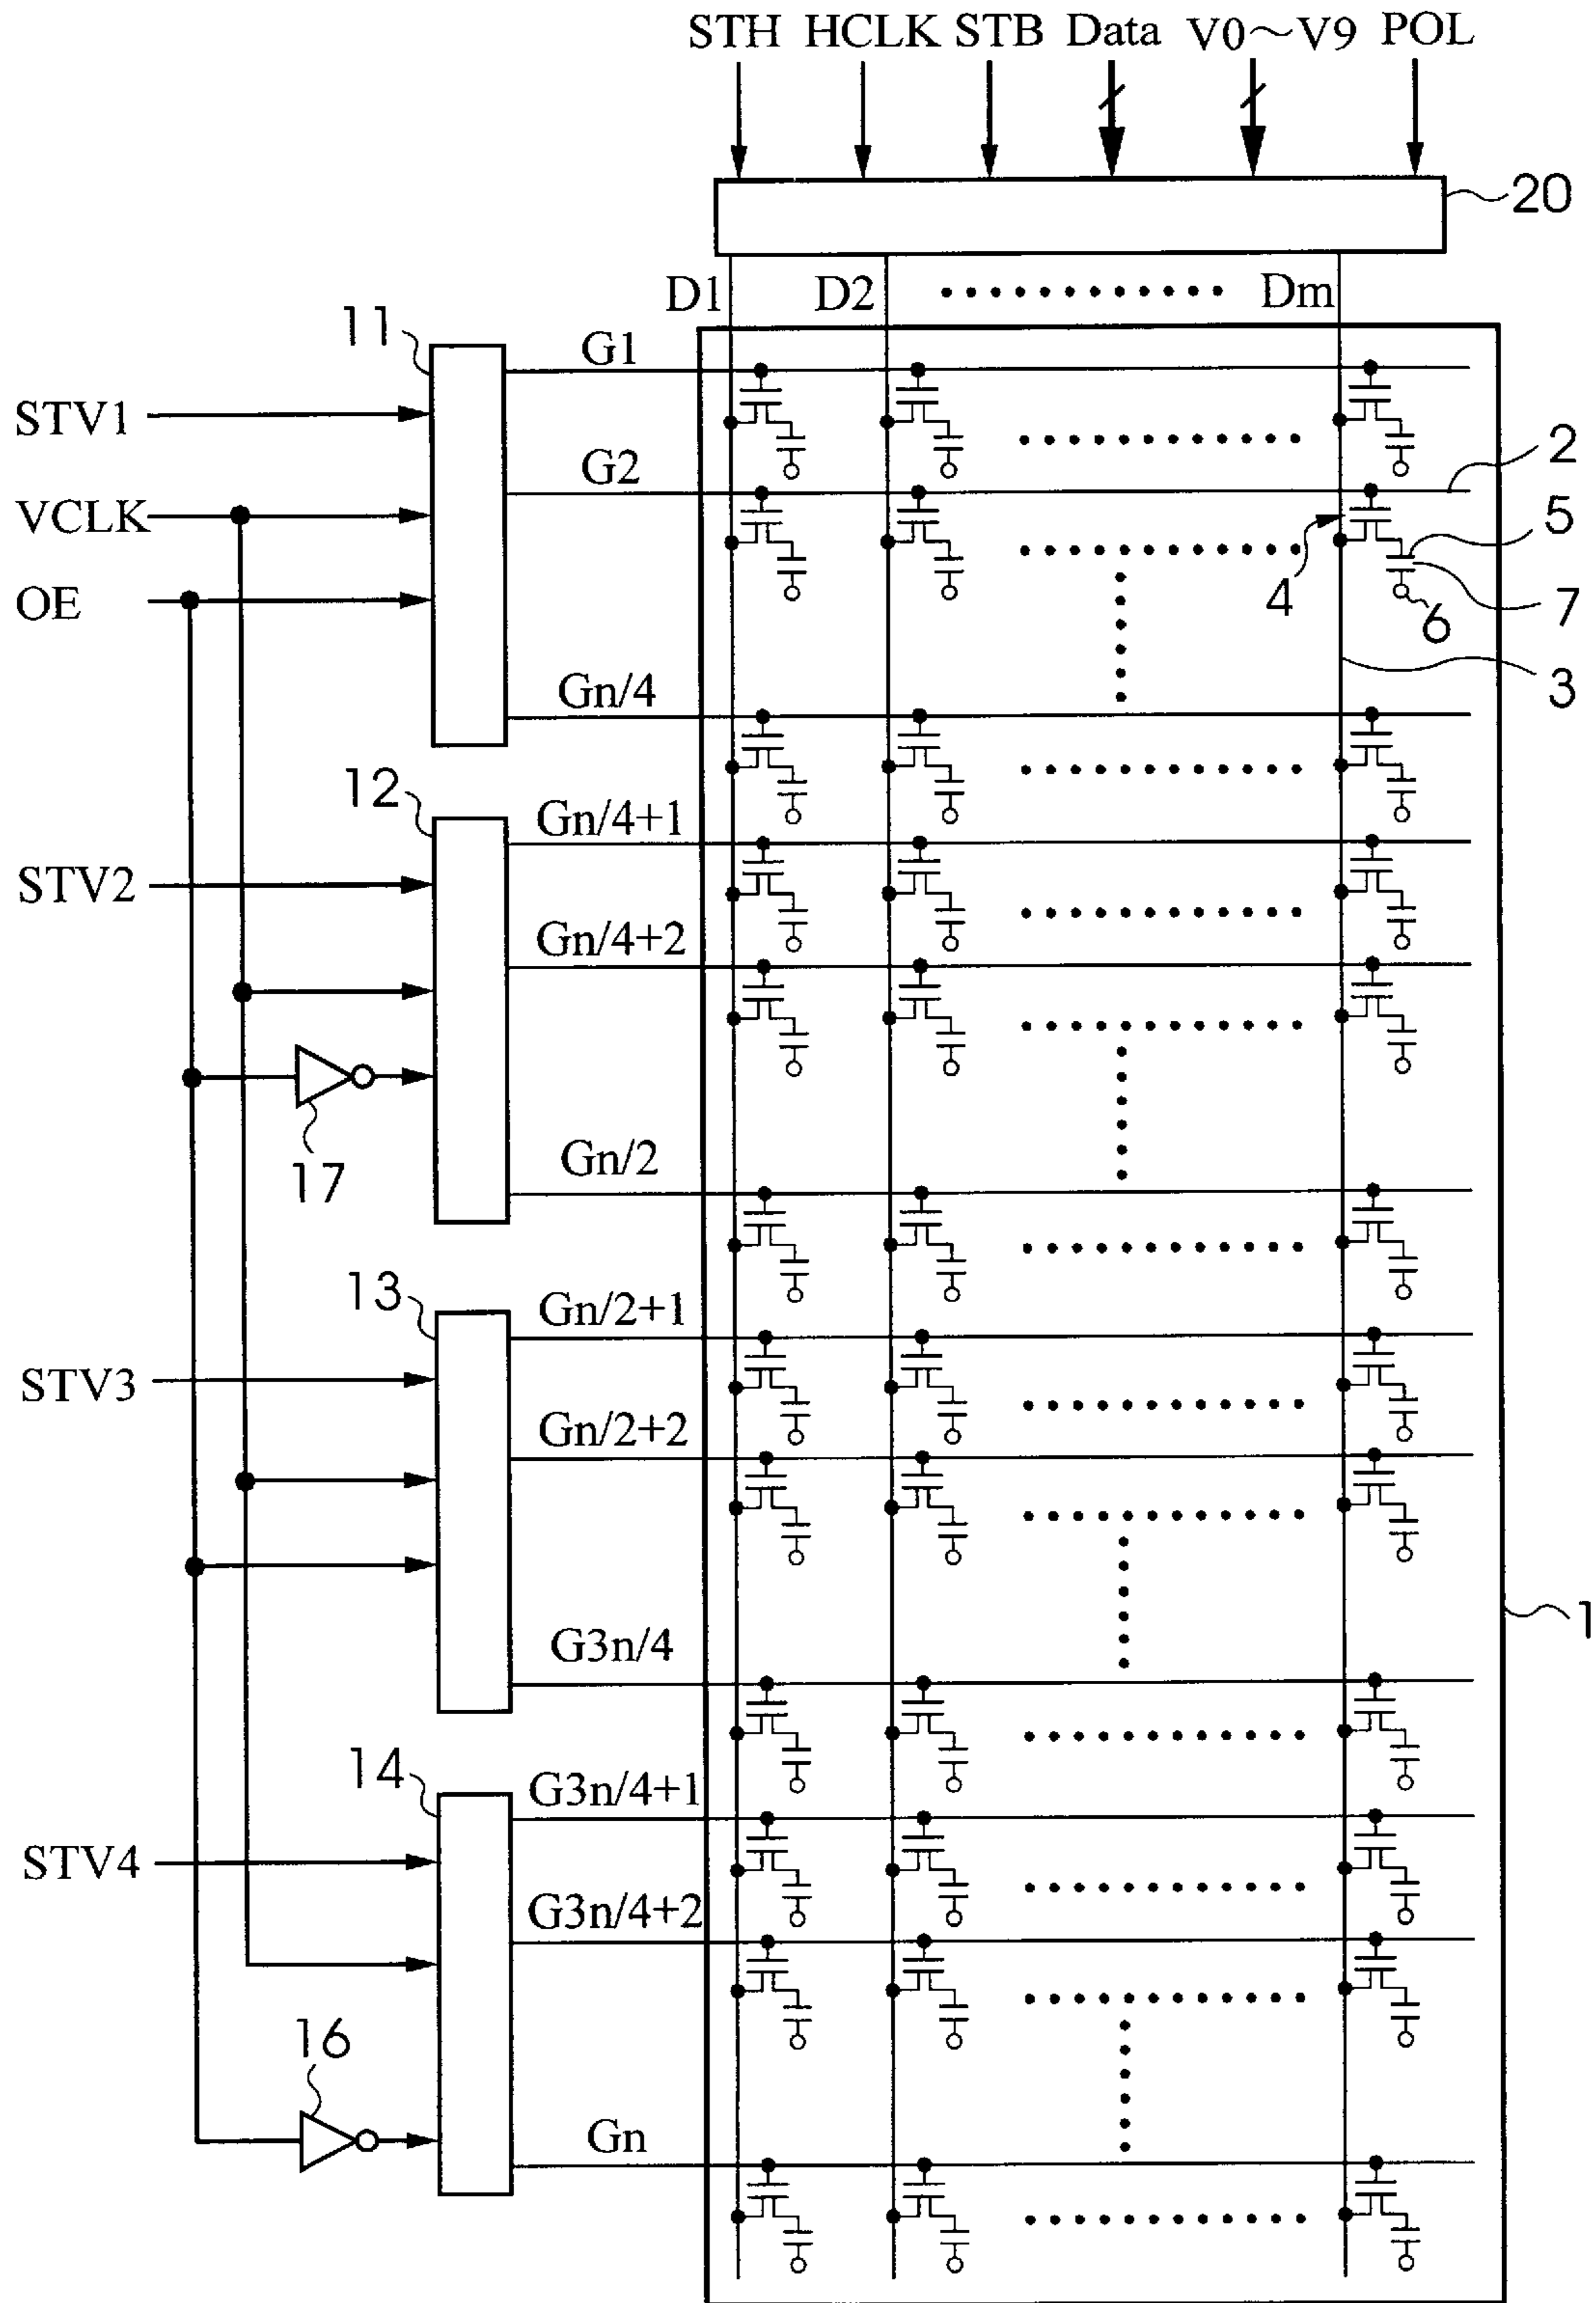 STH HCLK STB Data V0～V9 POL
20
D1 D2 Dm
11
G1
STV1
G2
2
VCLK
5
OE
4
7
6
Gn/4
3
12
Gn/4+1
STV2
Gn/4+2
Gn/2
17
13
Gn/2+1
STV3
Gn/2+2
1
G3n/4
14
G3n/4+1
STV4
G3n/4+2
16
Gn